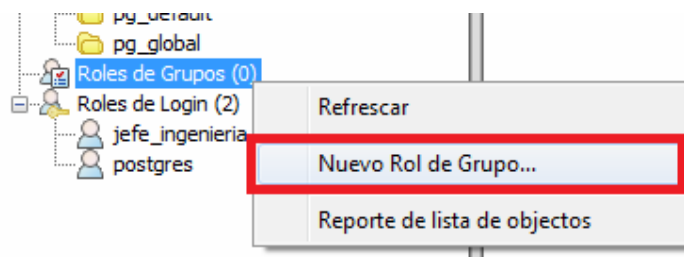 pg_default
pg_global
Roles de Grupos (0)
Roles de Login (2)
jefe_ingenieria
postgres
Refrescar
Nuevo Rol de Grupo...
Reporte de lista de objectos